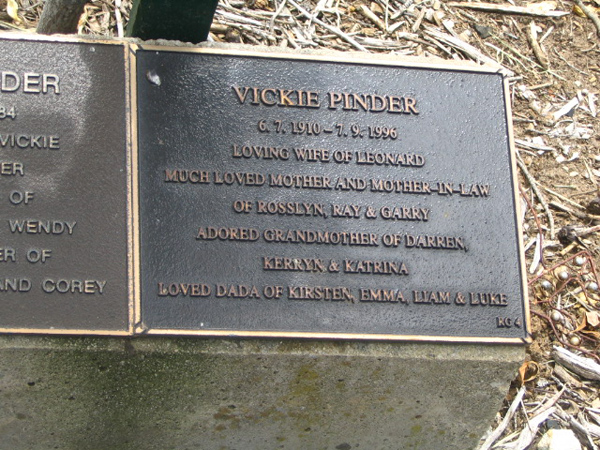 NDER
84
VICKIE
ER
OF
WENDY
ER OF
AND COREY
VICKIE PINDER
6. 7. 1910 – 7. 9. 1996
LOVING WIFE OF LEONARD
MUCH LOVED MOTHER AND MOTHER-IN-LAW
OF ROSSLYN, RAY & GARRY
ADORED GRANDMOTHER OF DARREN,
KERRYN & KATRINA
LOVED DADA OF KIRSTEN, EMMA, LIAM & LUKE
RG 4